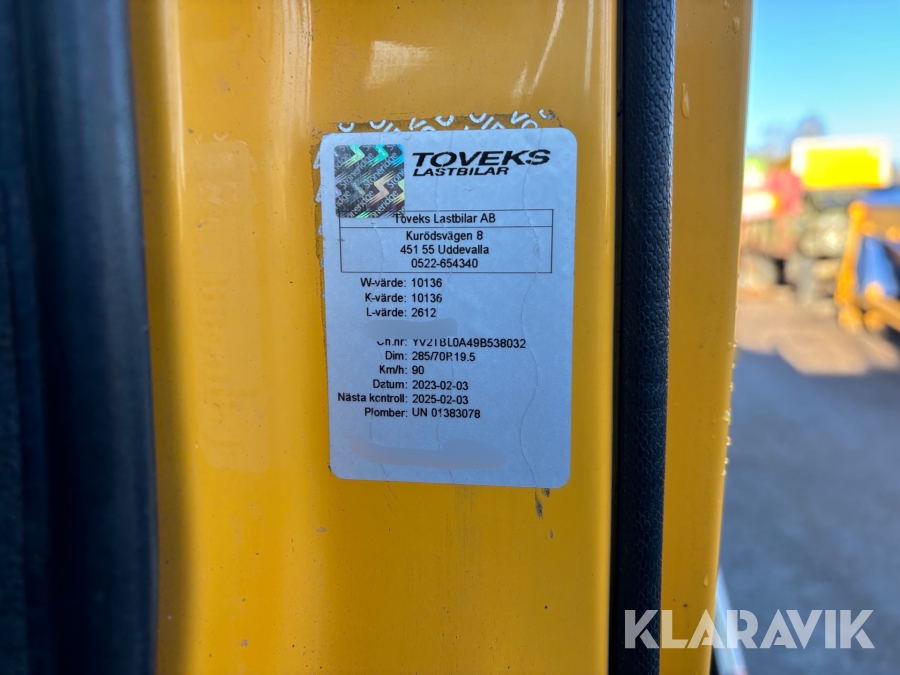 TOVEKS
LASTBILAR
Toveks Lastbilar AB
Kurödsvägen 8
451 55 Uddevalla
0522-654340
W-värde: 10136
K-värde: 10136
L-värde: 2612
Ch.nr: YV2TBL0A49B538032
Dim: 285/70R19.5
Km/h: 90
Datum: 2023-02-03
Nästa kontroll: 2025-02-03
Plomber: UN 01383078
KLARAVIK